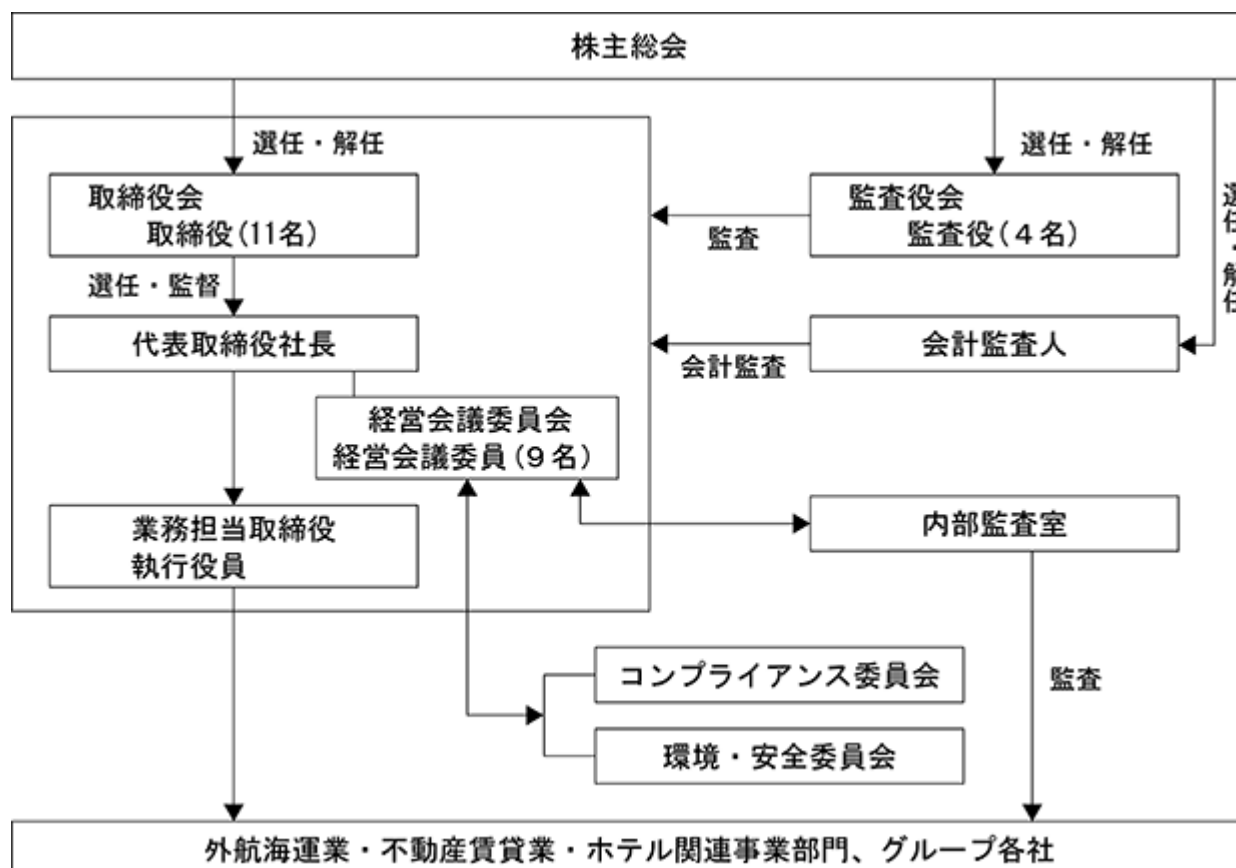 株主総会
選任・解任
選任・解任
選任・解任
取締役会
取締役(11名)
監査役会
監査役(4名)
監査
選任・監督
代表取締役社長
会計監査人
会計監査
経営会議委員会
経営会議委員(9名)
業務担当取締役
執行役員
内部監査室
コンプライアンス委員会
監査
環境・安全委員会
外航海運業・不動産賃貸業・ホテル関連事業部門、グループ各社